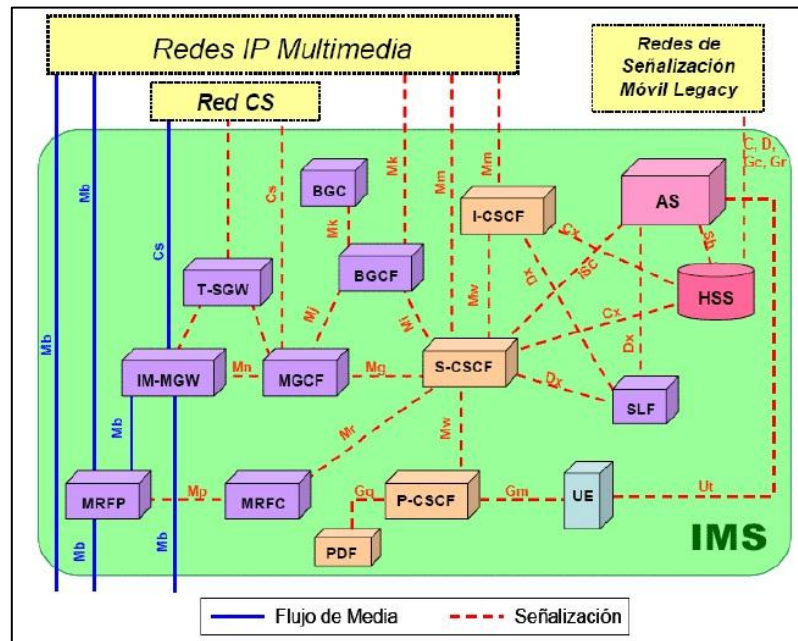 Redes IP Multimedia
Redes de
Señalización
Móvil Legacy
Red CS
C, D,
Gc, Gr
Mb
Mb
Cs
Cs
Mk
Mm
Mm
BGC
Mk
I-CSCF
AS
Cx
Sh
ISC
T-SGW
BGCF
Mw
Dx
HSS
Mj
Mi
Cx
Dx
Mb
IM-MGW
Mn
MGCF
Mg
S-CSCF
Dx
SLF
Mb
Mr
Mw
MRFP
Mp
MRFC
Gq
P-CSCF
Gm
UE
Ut
PDF
Mb
Mb
IMS
Flujo de Media
Señalización